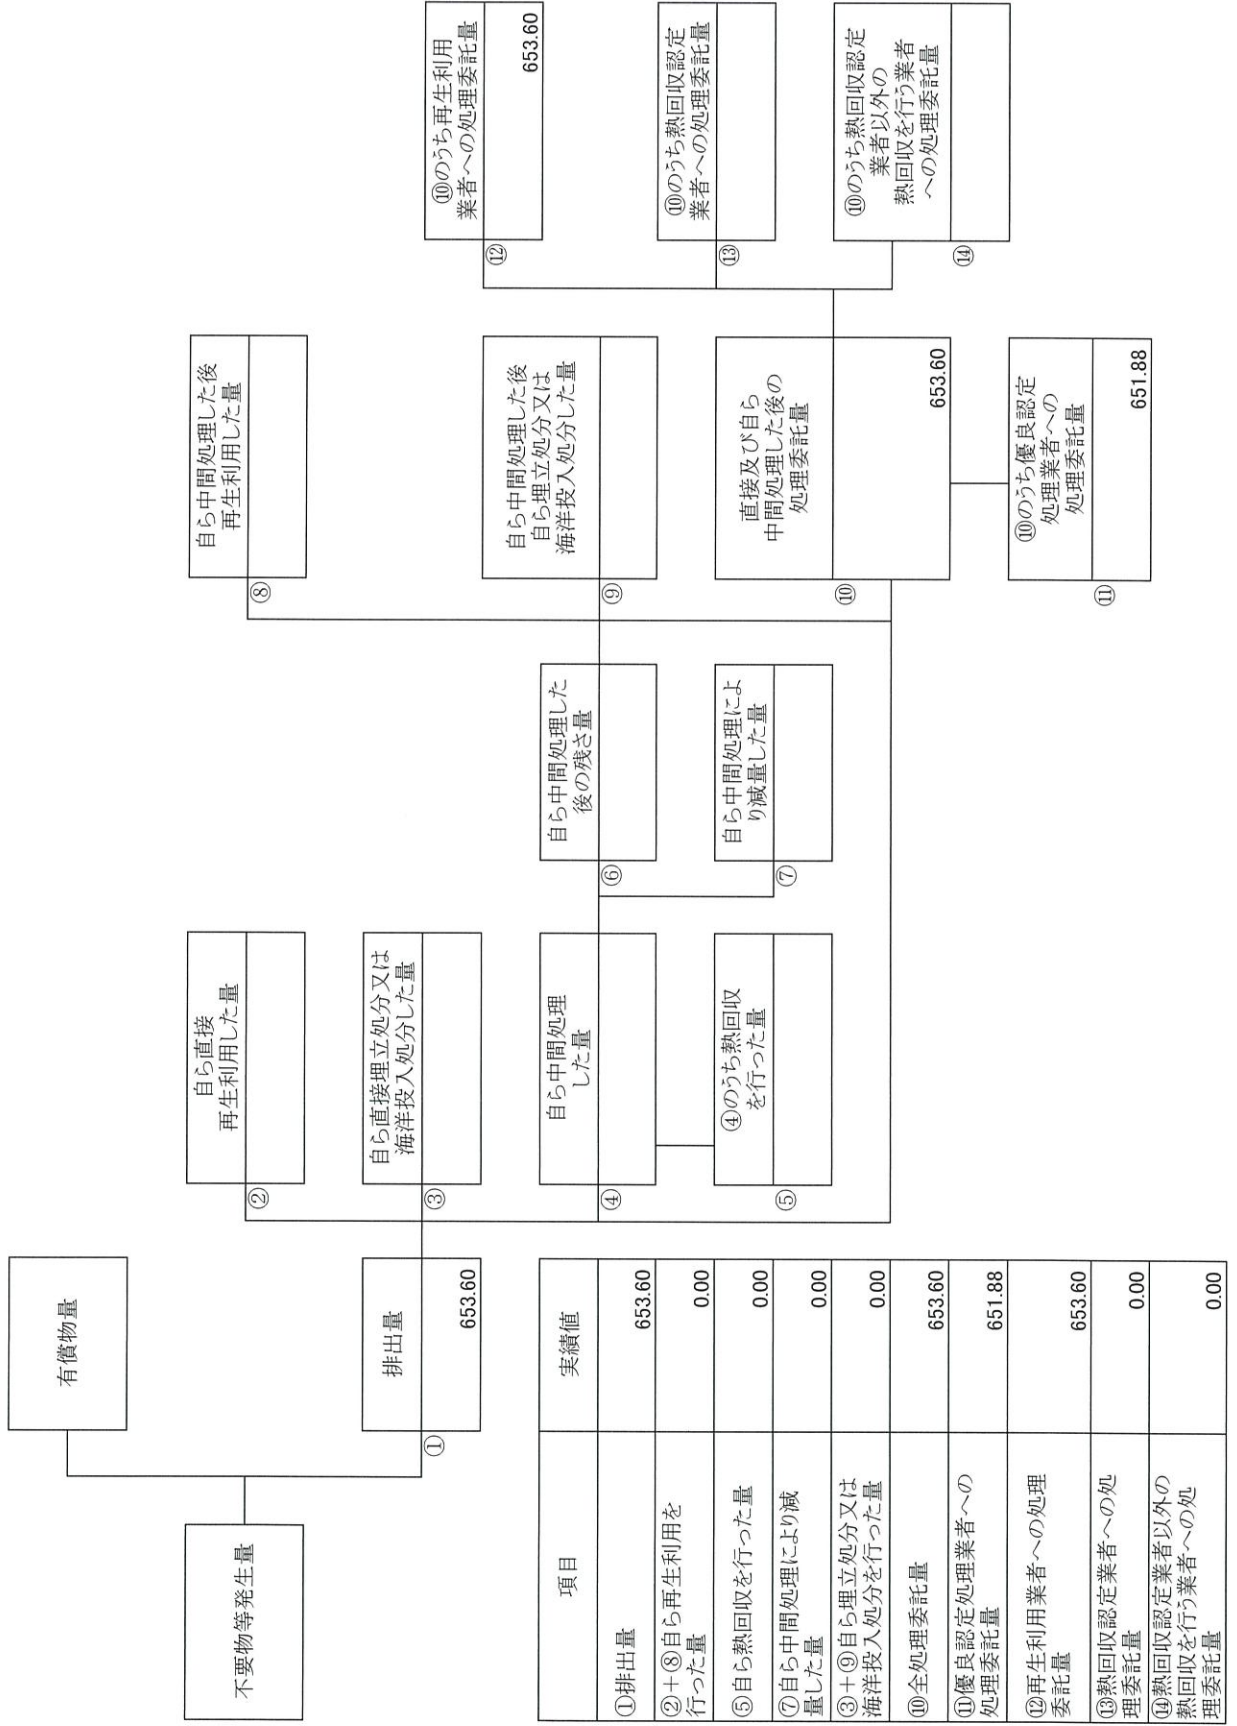 不要物等発生量
有償物量
排出量
①
653.60
自ら直接
再生利用した量
②
自ら直接埋立処分又は
海洋投入処分した量
③
自ら中間処理
した量
④
④のうち熱回収
を行った量
⑤
自ら中間処理した
後の残さ量
⑥
自ら中間処理によ
り減量した量
⑦
自ら中間処理した後
再生利用した量
⑧
自ら中間処理した後
自ら埋立処分又は
海洋投入処分した量
⑨
直接及び自ら
中間処理した後の
処理委託量
⑩
653.60
⑩のうち優良認定
処理業者への
処理委託量
⑪
651.88
⑩のうち再生利用
業者への処理委託量
⑫
653.60
⑩のうち熱回収認定
業者への処理委託量
⑬
⑩のうち熱回収認定
業者以外の
熱回収を行う業者
への処理委託量
⑭
項目 実績値
①排出量 653.60
②+⑧自ら再生利用を
行った量 0.00
⑤自ら熱回収を行った量 0.00
⑦自ら中間処理により減
量した量 0.00
③+⑨自ら埋立処分又は
海洋投入処分を行った量 0.00
⑩全処理委託量 653.60
⑪優良認定処理業者への
処理委託量 651.88
⑫再生利用業者への処理
委託量 653.60
⑬熱回収認定業者への処
理委託量 0.00
⑭熱回収認定業者以外の
熱回収を行う業者への処
理委託量 0.00